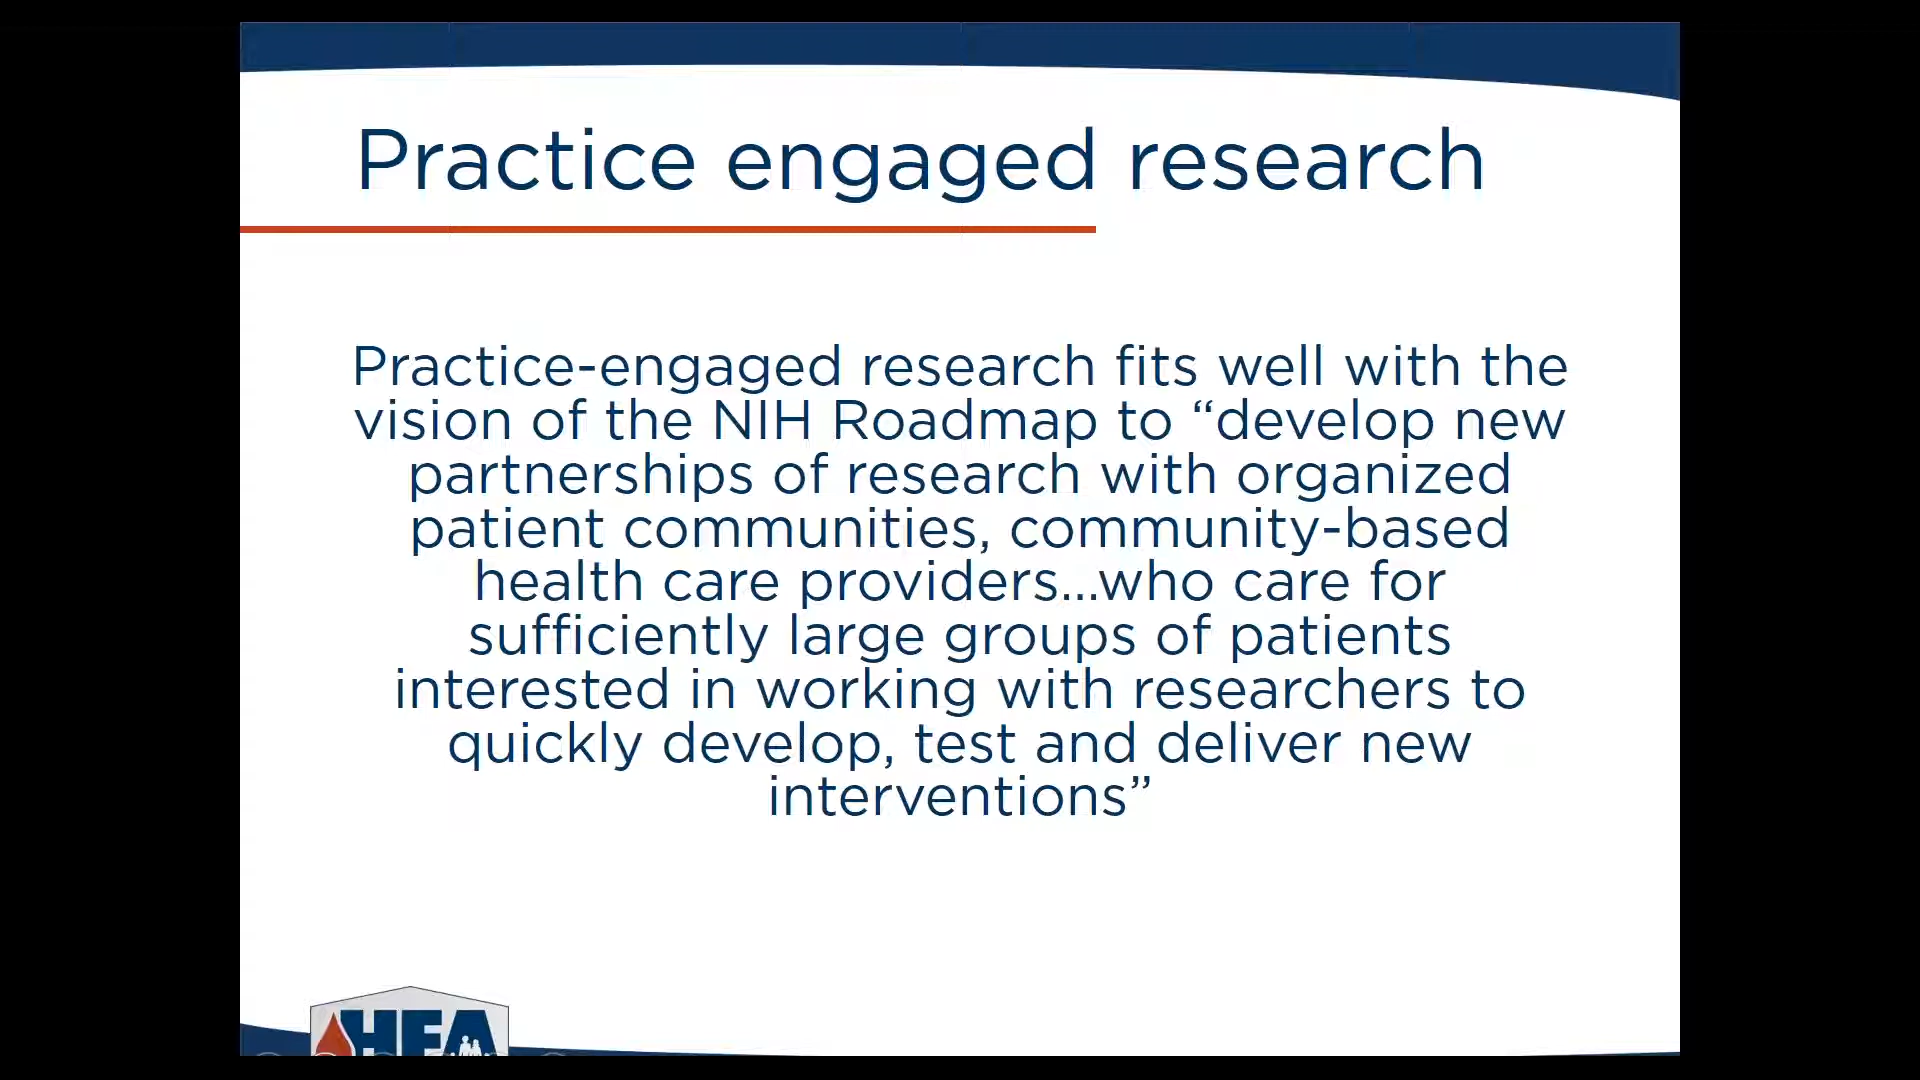 Practice engaged research
Practice-engaged research fits well with the
vision of the NIH Roadmap to “develop new
partnerships of research with organized
patient communities, community-based
health care providers...who care for
sufficiently large groups of patients
interested in working with researchers to
quickly develop, test and deliver new
interventions”
HFA